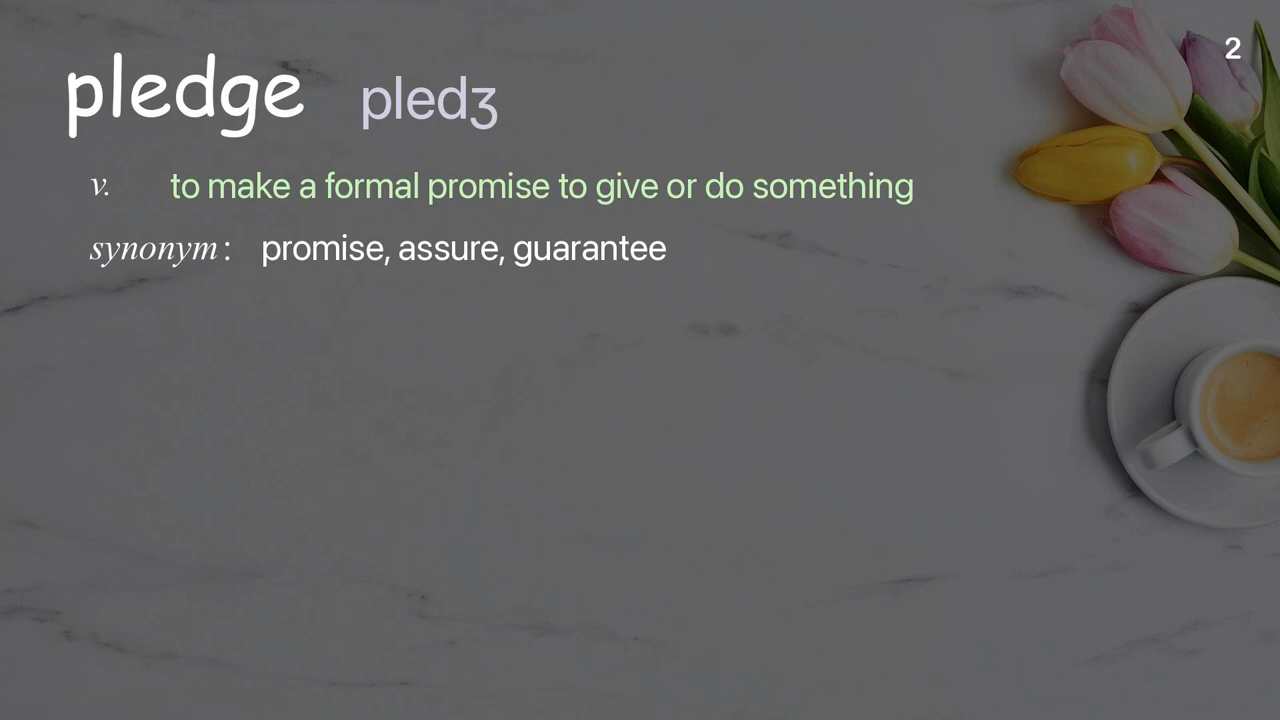 2
pledge pledʒ
v. to make a formal promise to give or do something
synonym: promise, assure, guarantee